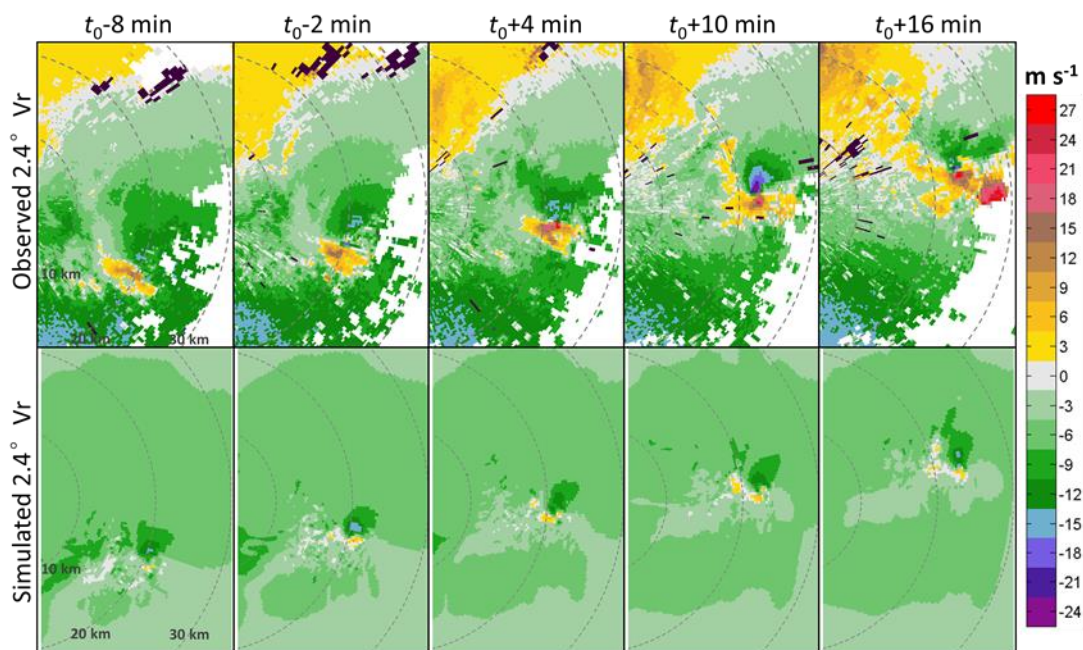 t₀-8 min t₀-2 min t₀+4 min t₀+10 min t₀+16 min
Observed 2.4° Vr
10 km
20 km 30 km
Simulated 2.4° Vr
10 km
20 km 30 km
m s⁻¹
27
24
21
18
15
12
9
6
3
0
-3
-6
-9
-12
-15
-18
-21
-24